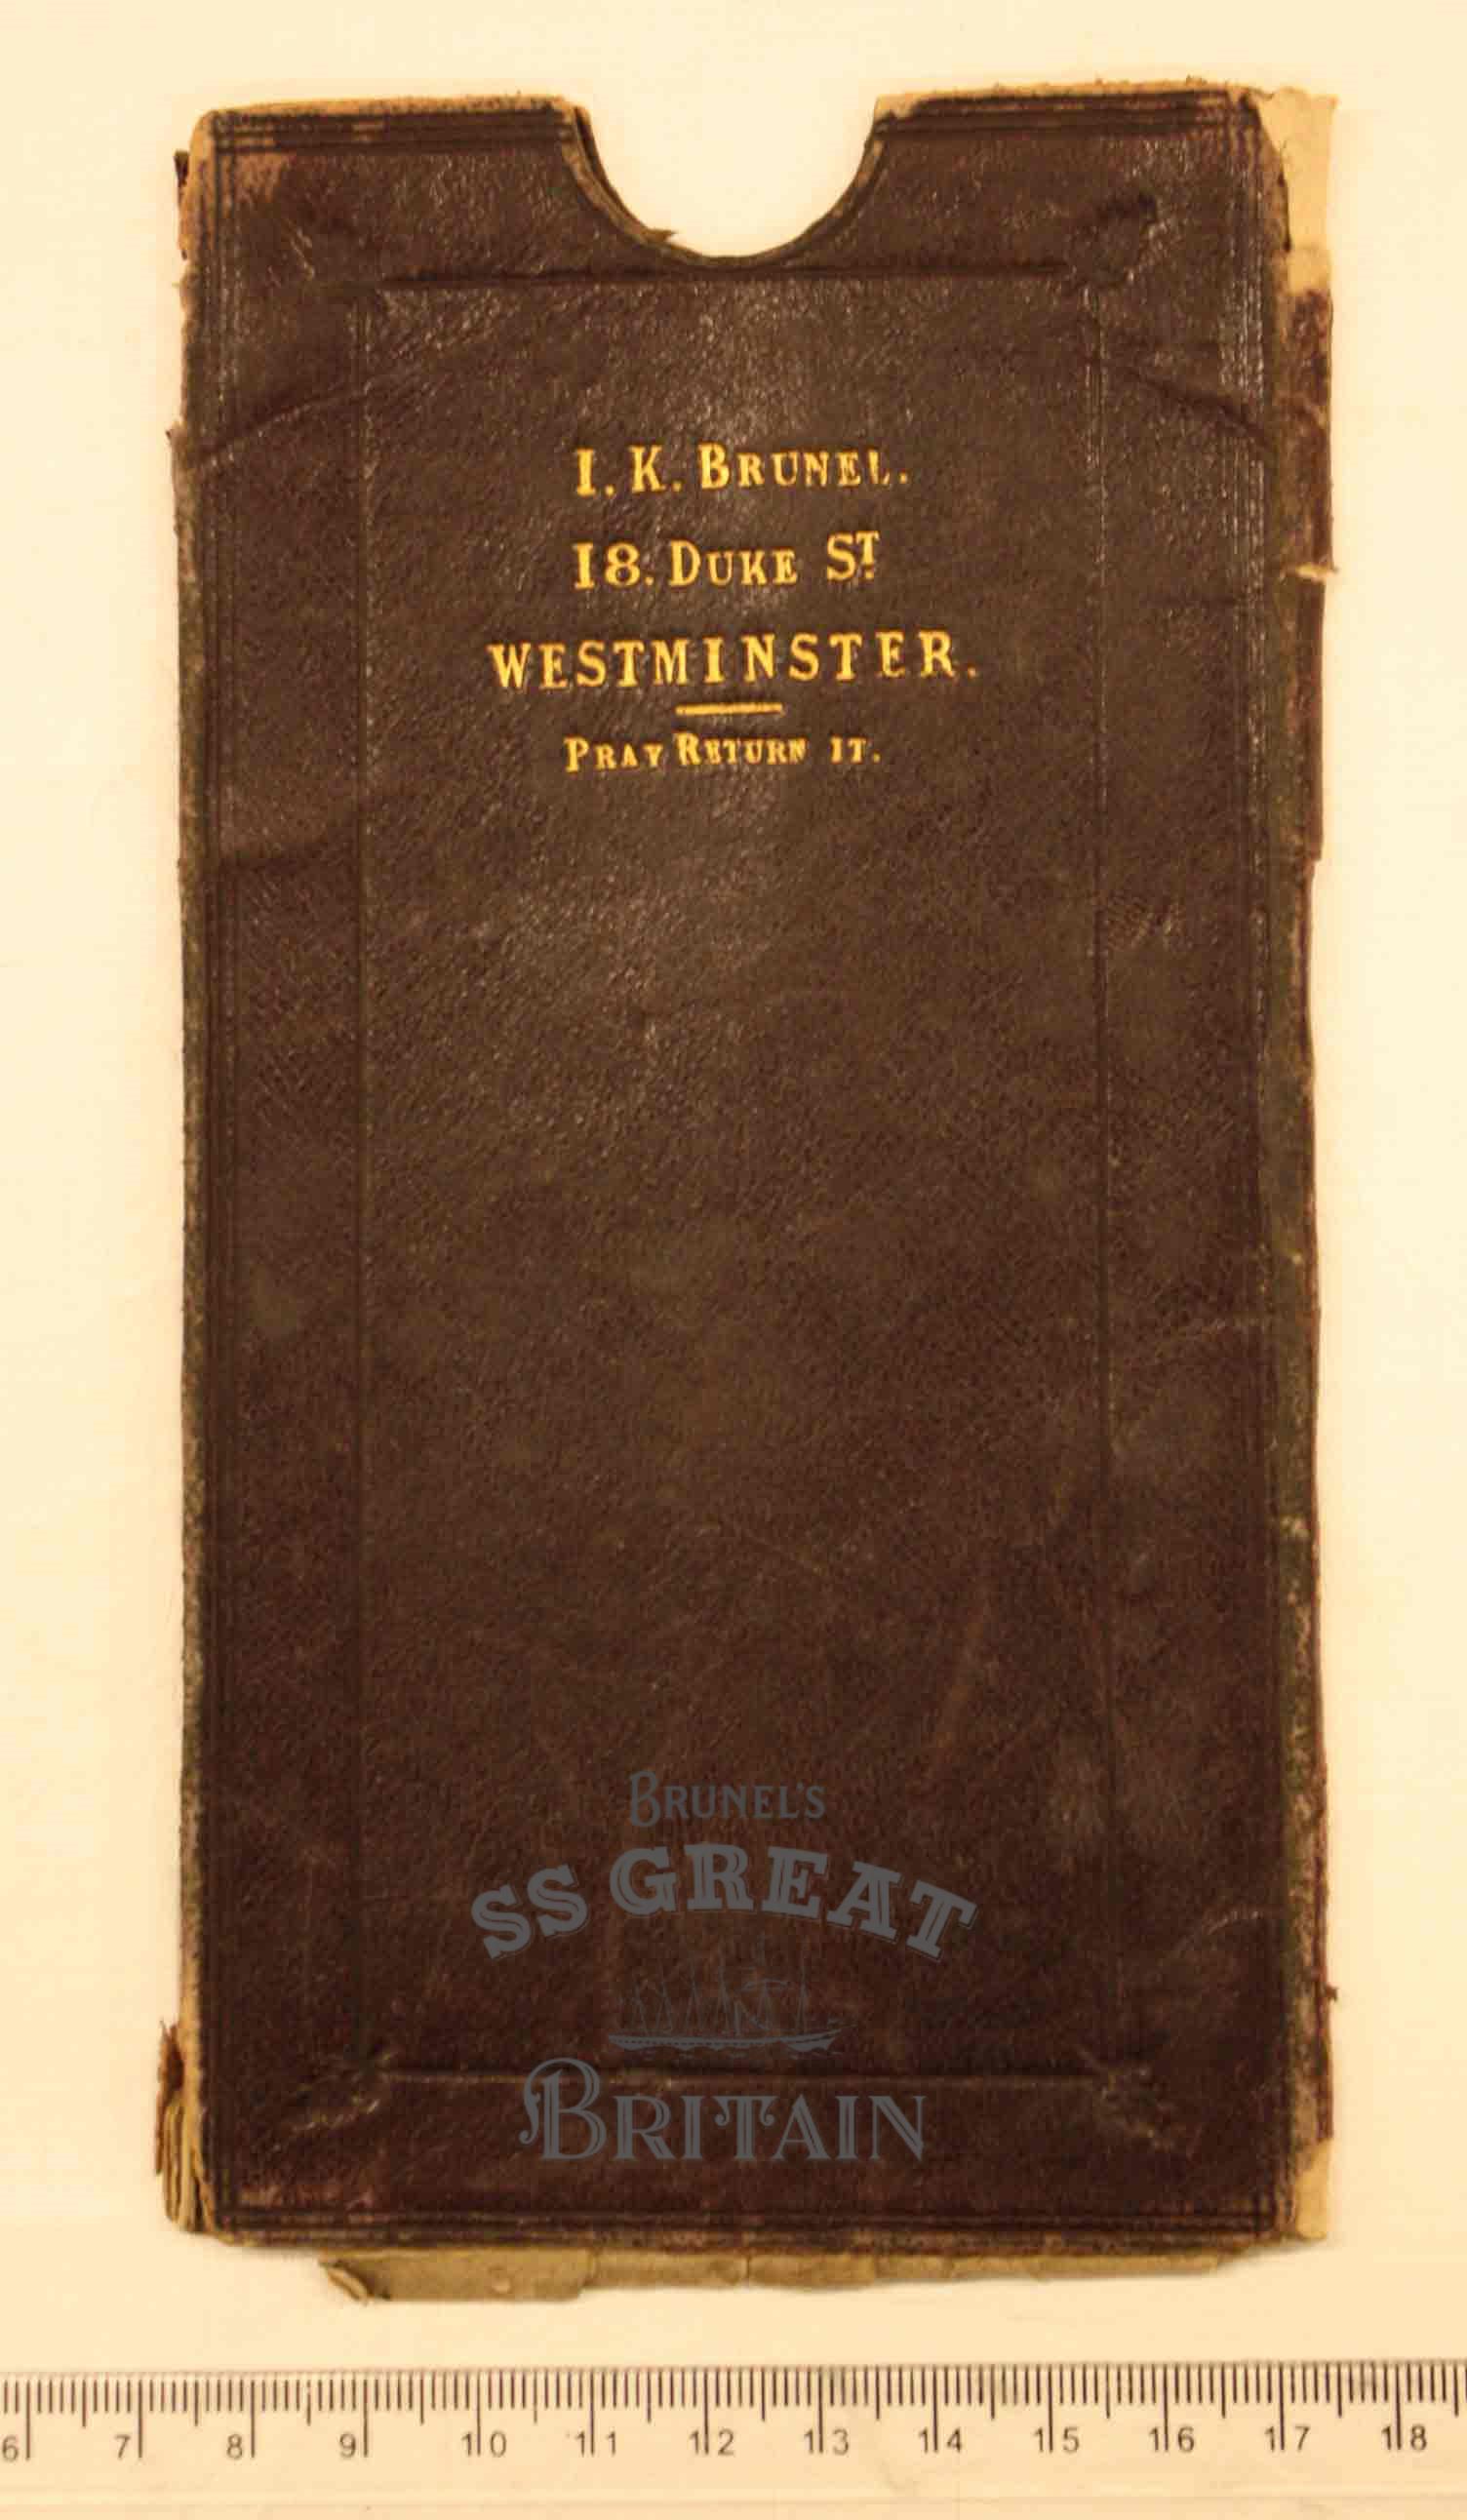 I. K. BRUNEL.
18. DUKE ST.
WESTMINSTER.
PRAY RETURN IT.
BRUNEL'S
SS GREAT
BRITAIN
6 7 8 9 10 11 12 13 14 15 16 17 18